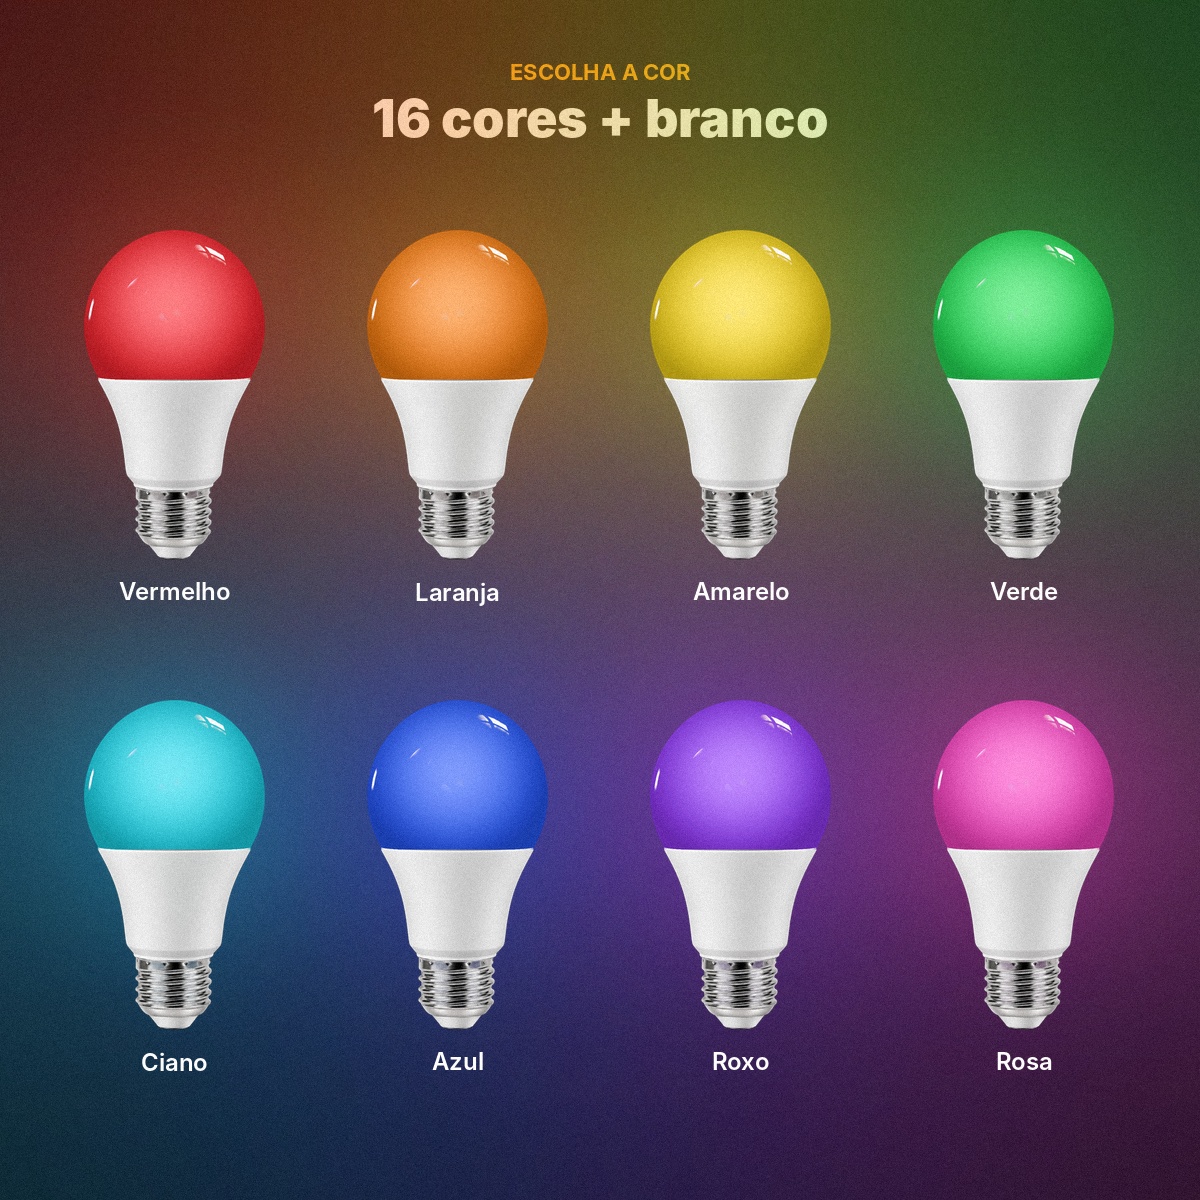 ESCOLHA A COR
16 cores + branco
Vermelho
Laranja
Amarelo
Verde
Ciano
Azul
Roxo
Rosa